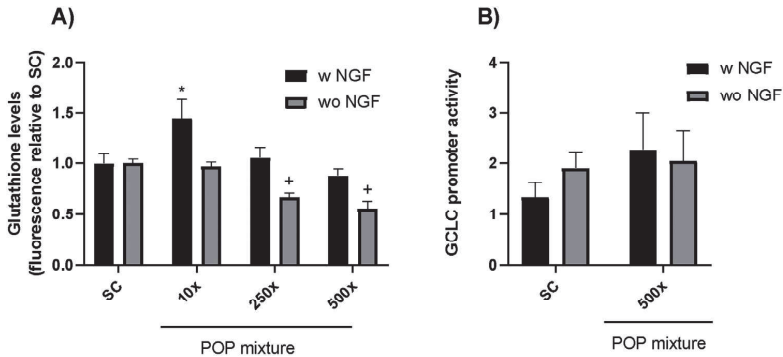 A)
Glutathione levels
(fluorescence relative to SC)
2.0
1.5
1.0
0.5
0.0
*
+
+
w NGF
wo NGF
SC
10x
250x
500x
POP mixture
B)
GCLC promoter activity
4
3
2
1
0
w NGF
wo NGF
SC
500x
POP mixture